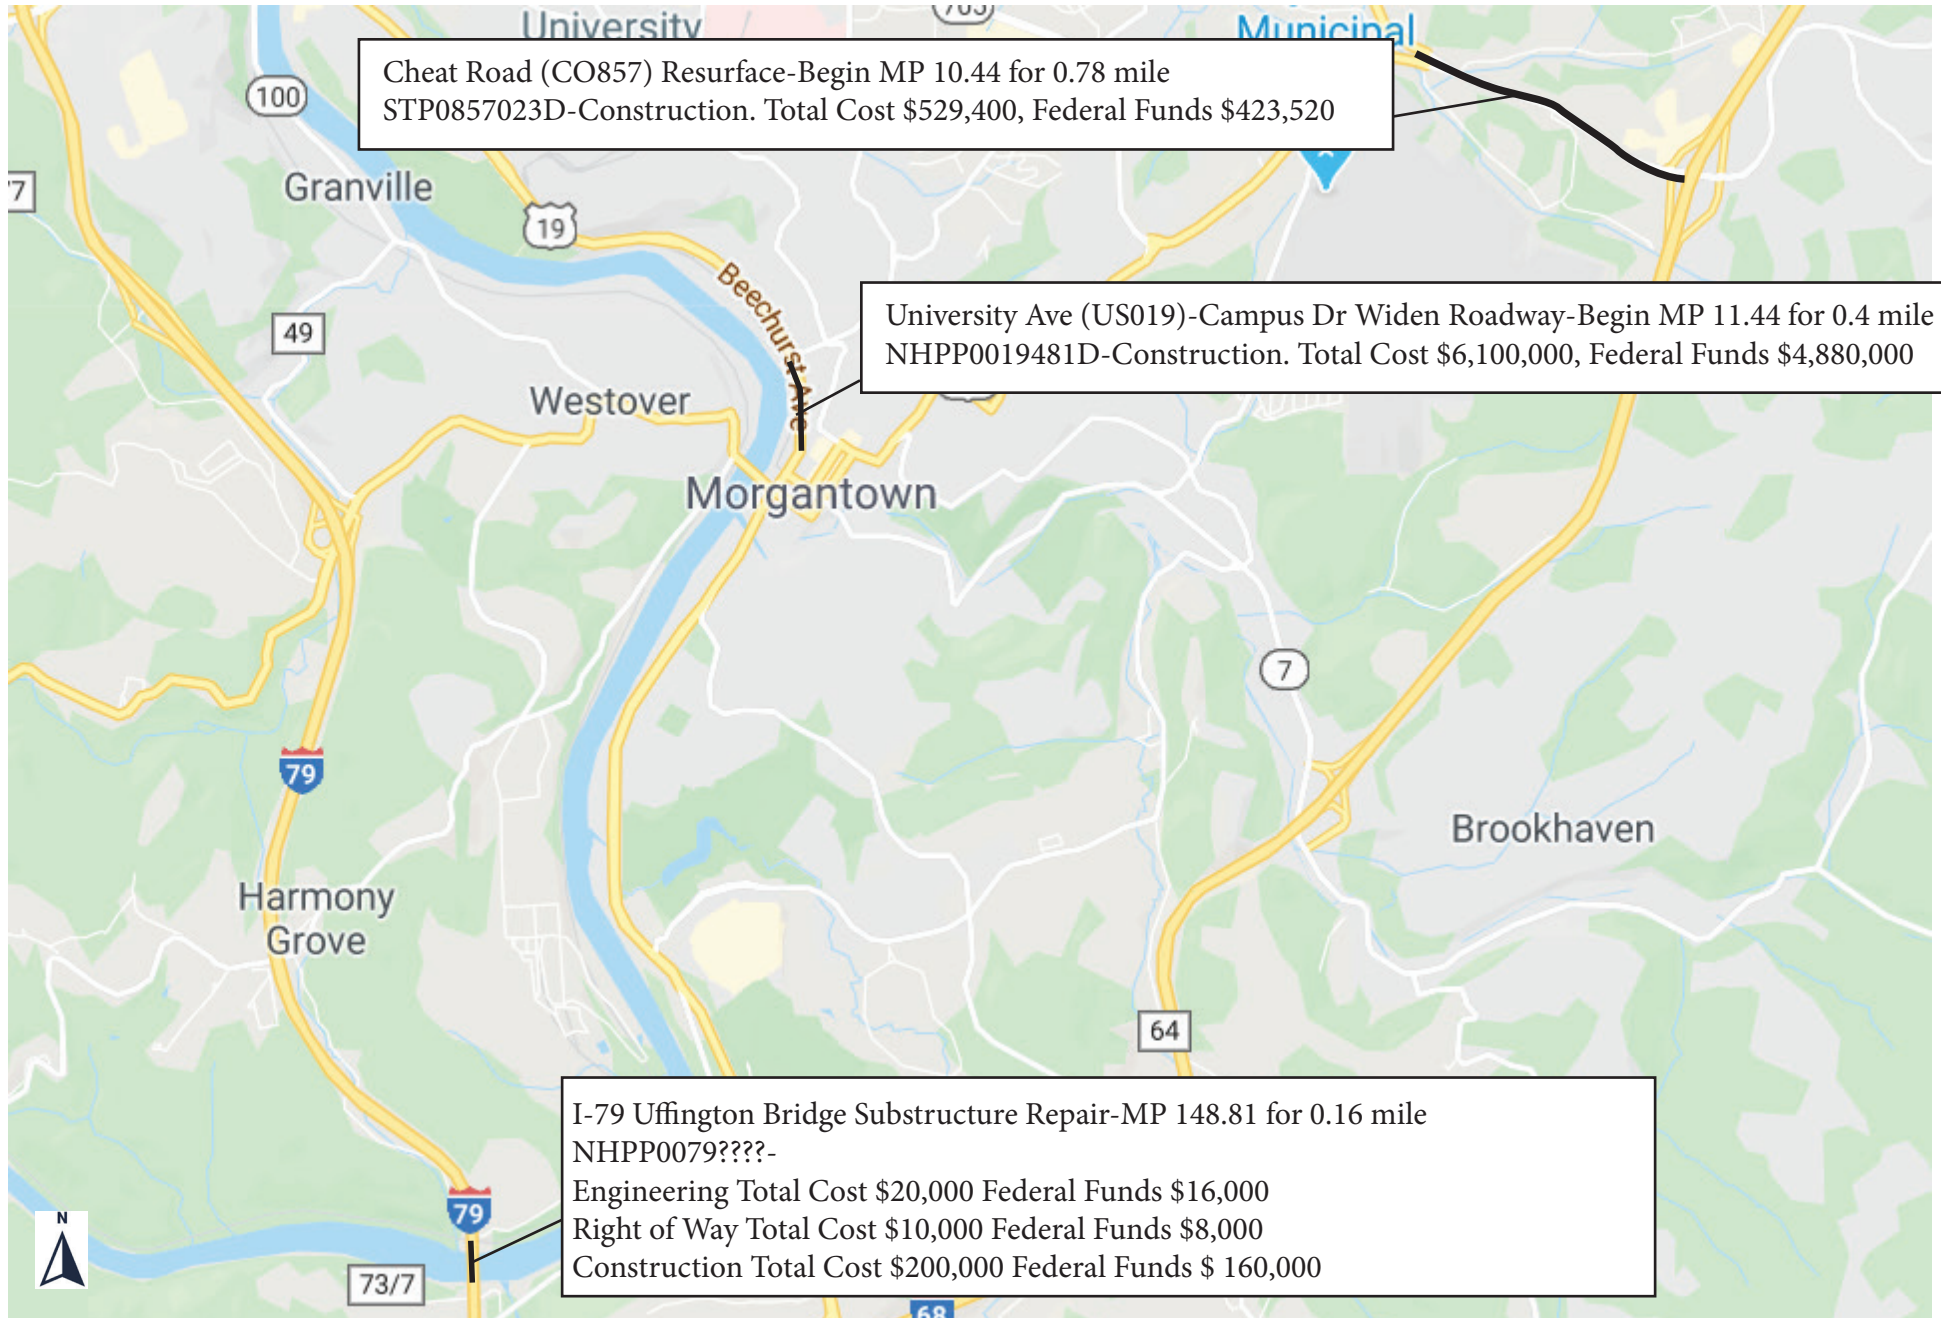 University
705
Municipal
Cheat Road (CO857) Resurface-Begin MP 10.44 for 0.78 mile
STP0857023D-Construction. Total Cost $529,400, Federal Funds $423,520
100
Granville
19
Beechurst Ave
University Ave (US019)-Campus Dr Widen Roadway-Begin MP 11.44 for 0.4 mile
NHPP0019481D-Construction. Total Cost $6,100,000, Federal Funds $4,880,000
49
Westover
Morgantown
7
79
Brookhaven
Harmony
Grove
64
I-79 Uffington Bridge Substructure Repair-MP 148.81 for 0.16 mile
NHPP0079????-
Engineering Total Cost $20,000 Federal Funds $16,000
Right of Way Total Cost $10,000 Federal Funds $8,000
Construction Total Cost $200,000 Federal Funds $ 160,000
79
N
73/7
68